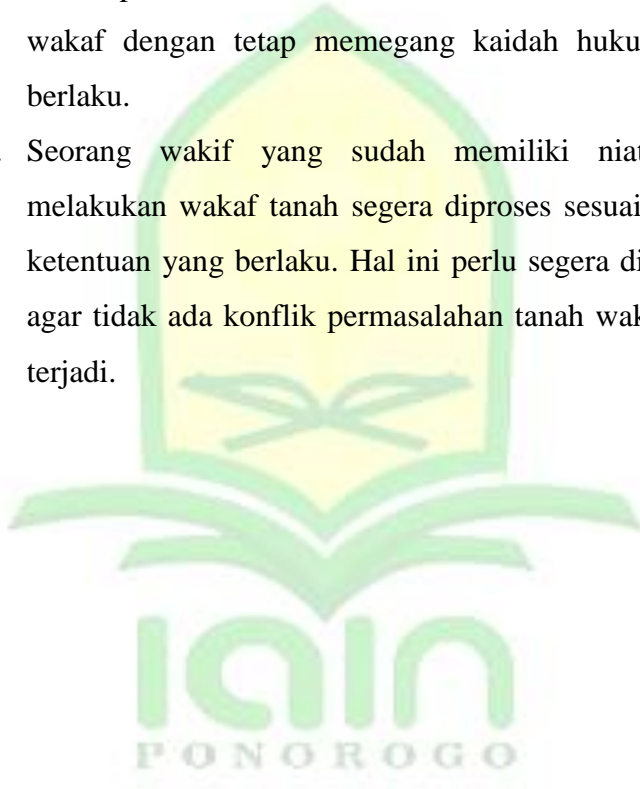 wakaf dengan tetap memegang kaidah huku
berlaku.
Seorang wakif yang sudah memiliki niat
melakukan wakaf tanah segera diproses sesuai
ketentuan yang berlaku. Hal ini perlu segera di
agar tidak ada konflik permasalahan tanah wak
terjadi.
iain
PONOROGO